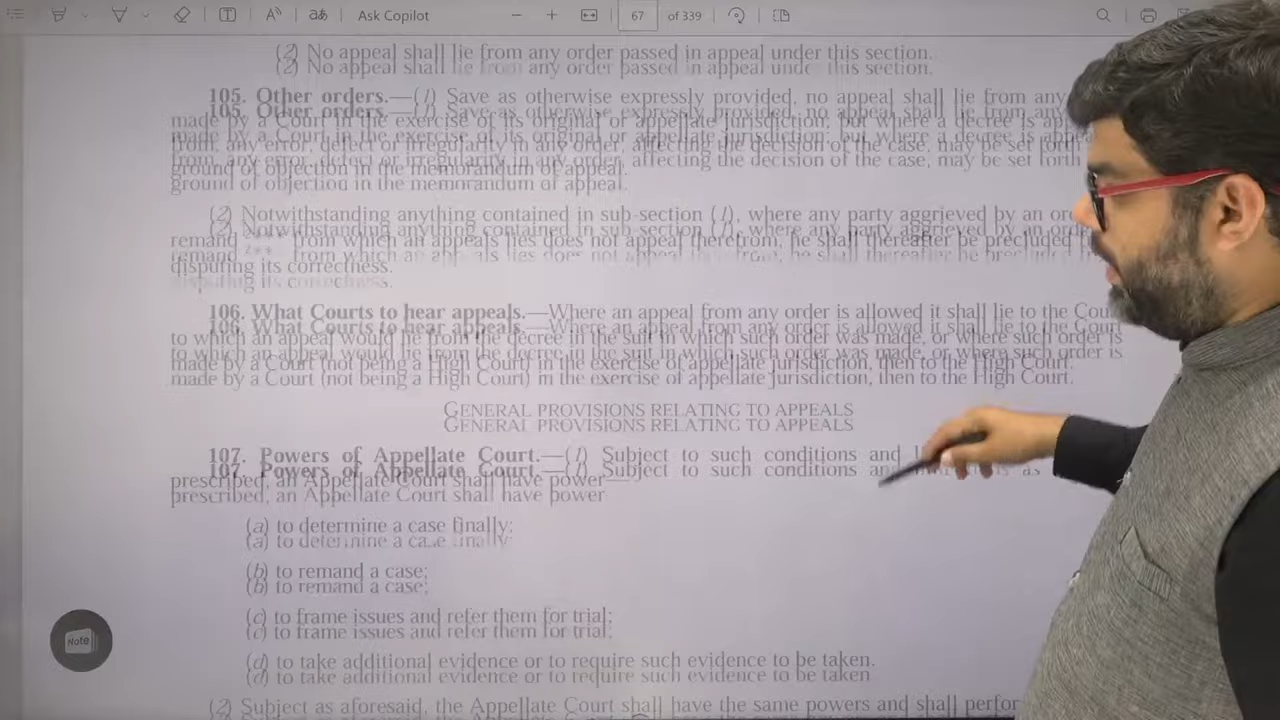 Ask Copilot
67 of 339
(2) No appeal shall lie from any order passed in appeal under this section.
105. Other orders.—(1) Save as otherwise expressly provided, no appeal shall lie from any
made by a Court in the exercise of its original or appellate jurisdiction; but where a decree is
from, any error, defect or irregularity in any order, affecting the decision of the case, may be set forth
ground of objection in the memorandum of appeal.
(2) Notwithstanding anything contained in sub-section (1), where any party aggrieved by an
remand from which an appeals lies does not appeal therefrom, he shall thereafter be precluded
disputing its correctness.
106. What Courts to hear appeals.—Where an appeal from any order is allowed it shall lie to the Court
to which an appeal would lie from the decree in the suit in which such order was made, or where such order is
made by a Court (not being a High Court) in the exercise of appellate jurisdiction, then to the High Court.
GENERAL PROVISIONS RELATING TO APPEALS
107. Powers of Appellate Court.—(1) Subject to such conditions and
prescribed, an Appellate Court shall have power—
(a) to determine a case finally;
(b) to remand a case;
(c) to frame issues and refer them for trial;
(d) to take additional evidence or to require such evidence to be taken.
(2) Subject as aforesaid, the Appellate Court shall have the same powers and shall
Note